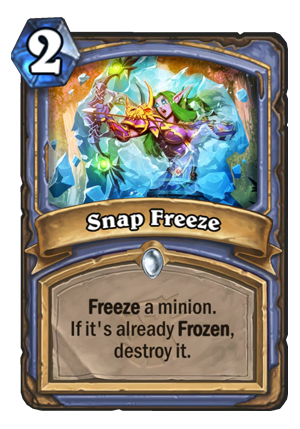 2
Snap Freeze
Freeze a minion.
If it's already Frozen,
destroy it.